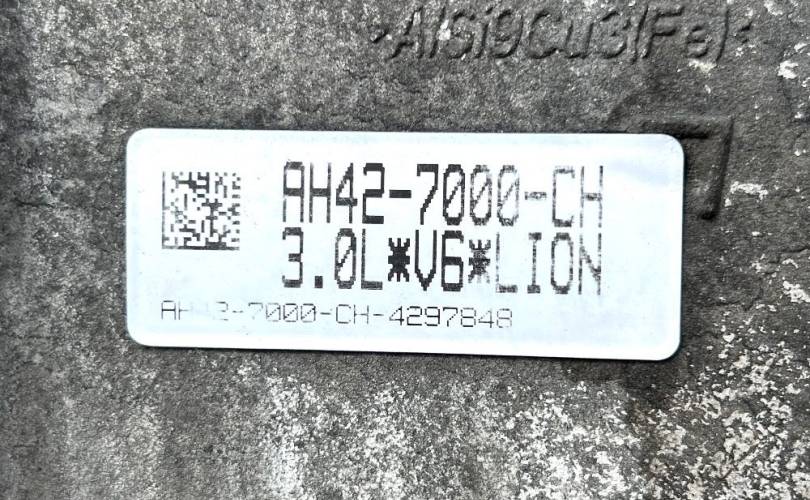 >AlSi9Cu3(Fe)<
AH42-7000-CH
3.0L*V6*LION
AH42-7000-CH-4297848